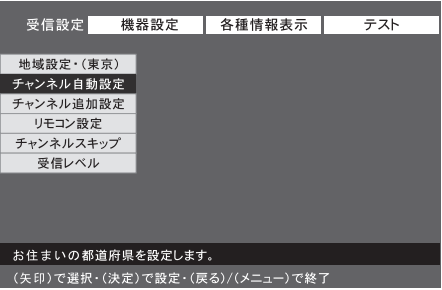 受信設定 機器設定 各種情報表示 テスト
地域設定・(東京)
チャンネル自動設定
チャンネル追加設定
リモコン設定
チャンネルスキップ
受信レベル
お住まいの都道府県を設定します。
(矢印)で選択・(決定)で設定・(戻る)/(メニュー)で終了